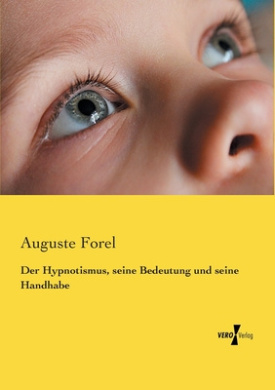 Auguste Forel
Der Hypnotismus, seine Bedeutung und seine
Handhabe
VERO Verlag